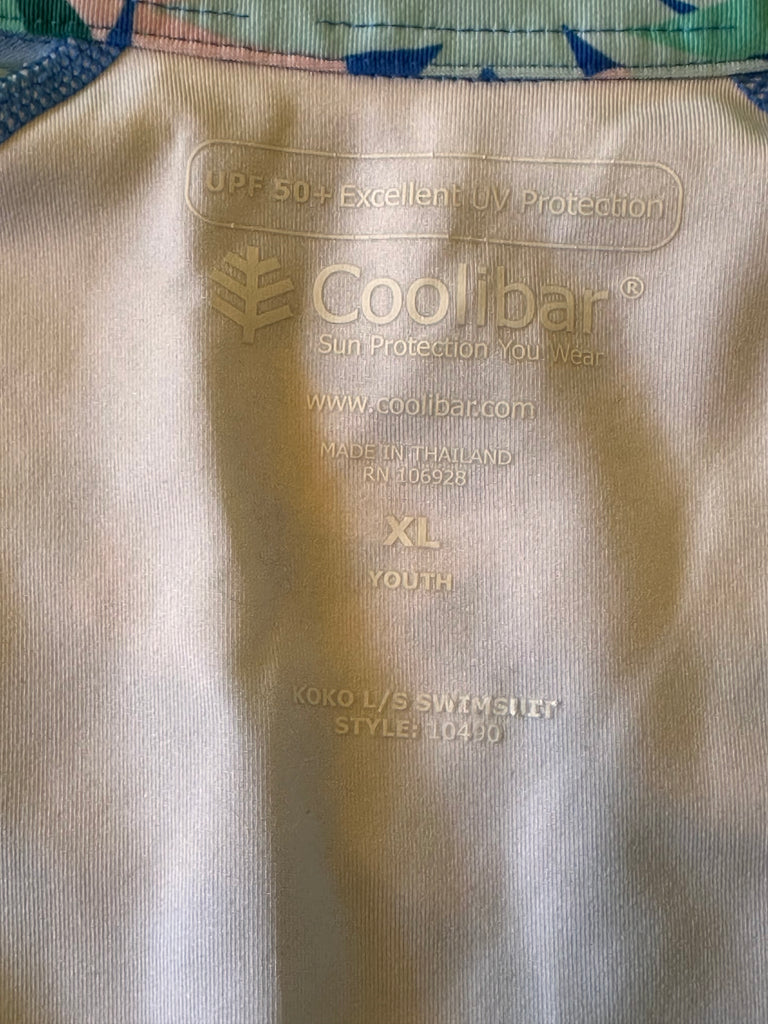 UPF 50+ Excellent UV Protection
Coolibar®
Sun Protection You Wear
www.coolibar.com
MADE IN THAILAND
RN 106928
XL
YOUTH
KOKO L/S SWIMSUIT
STYLE: 10490